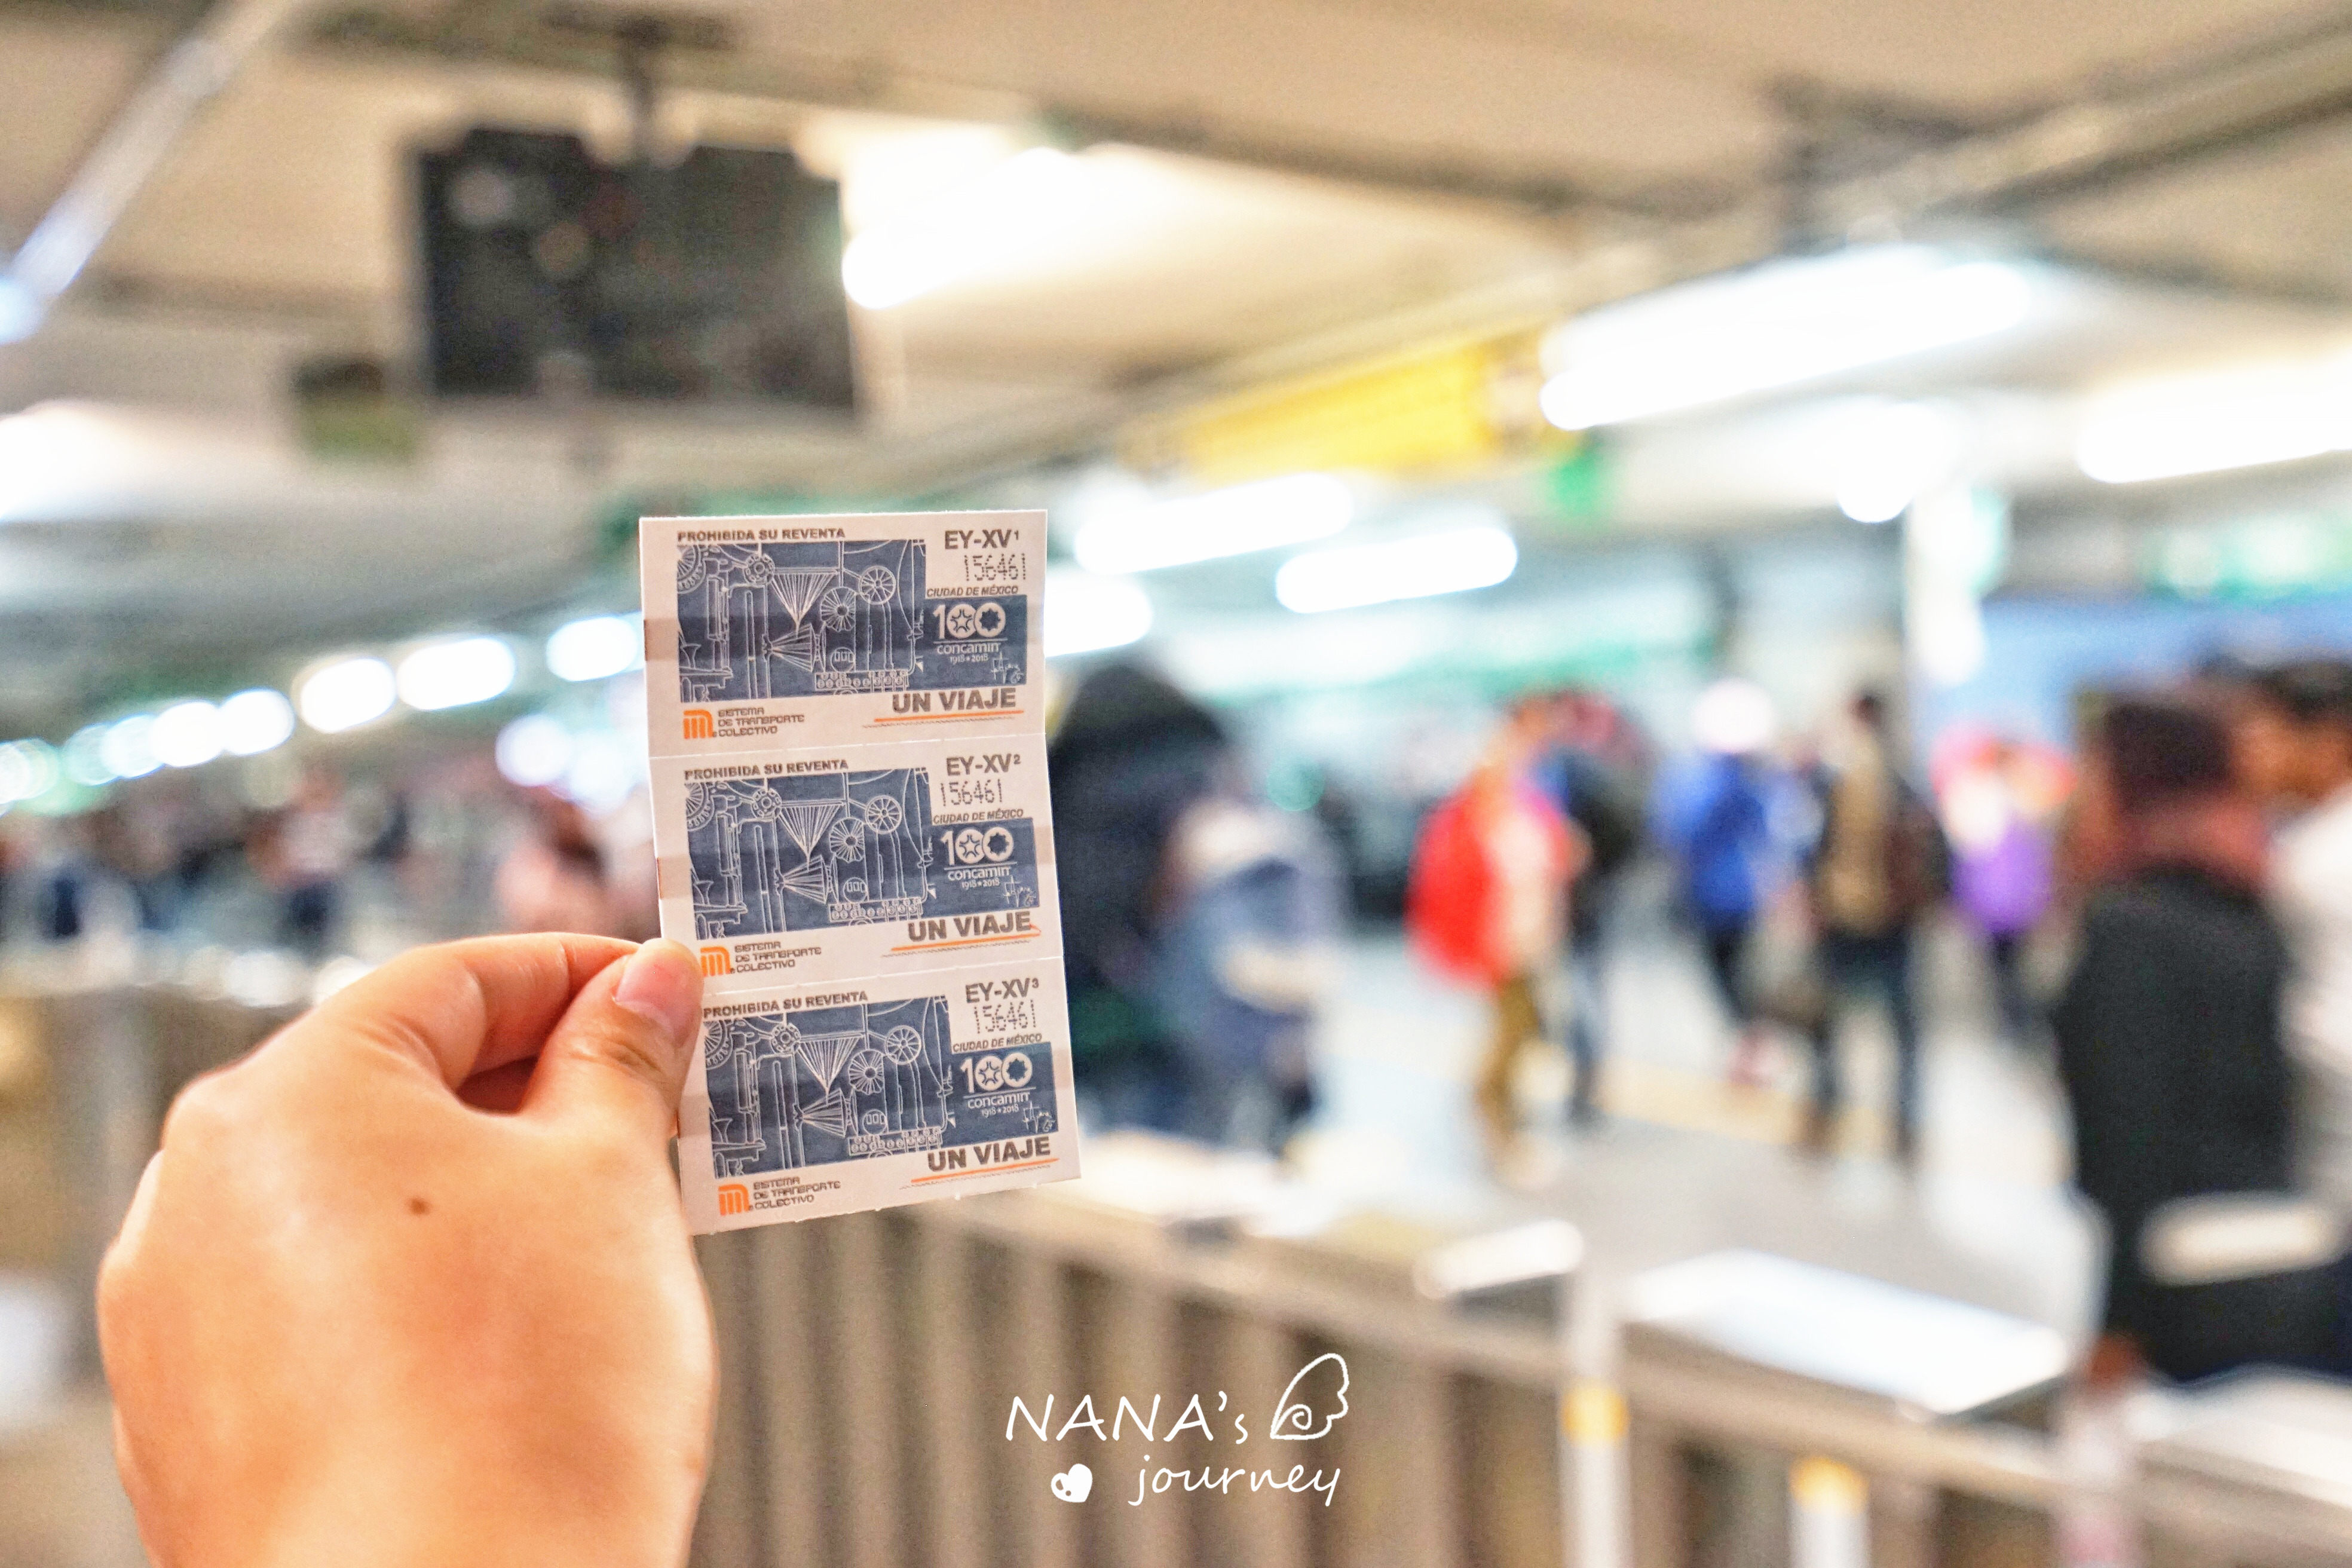 PROHIBIDA SU REVENTA
EY-XV¹
156461
CIUDAD DE MÉXICO
100
concamin
1918★2018
UN VIAJE
SISTEMA
DE TRANSPORTE
COLECTIVO
PROHIBIDA SU REVENTA
EY-XV²
156461
CIUDAD DE MÉXICO
100
concamin
1918★2018
UN VIAJE
SISTEMA
DE TRANSPORTE
COLECTIVO
PROHIBIDA SU REVENTA
EY-XV³
156461
CIUDAD DE MÉXICO
100
concamin
1918★2018
UN VIAJE
SISTEMA
DE TRANSPORTE
COLECTIVO
NANA's
journey